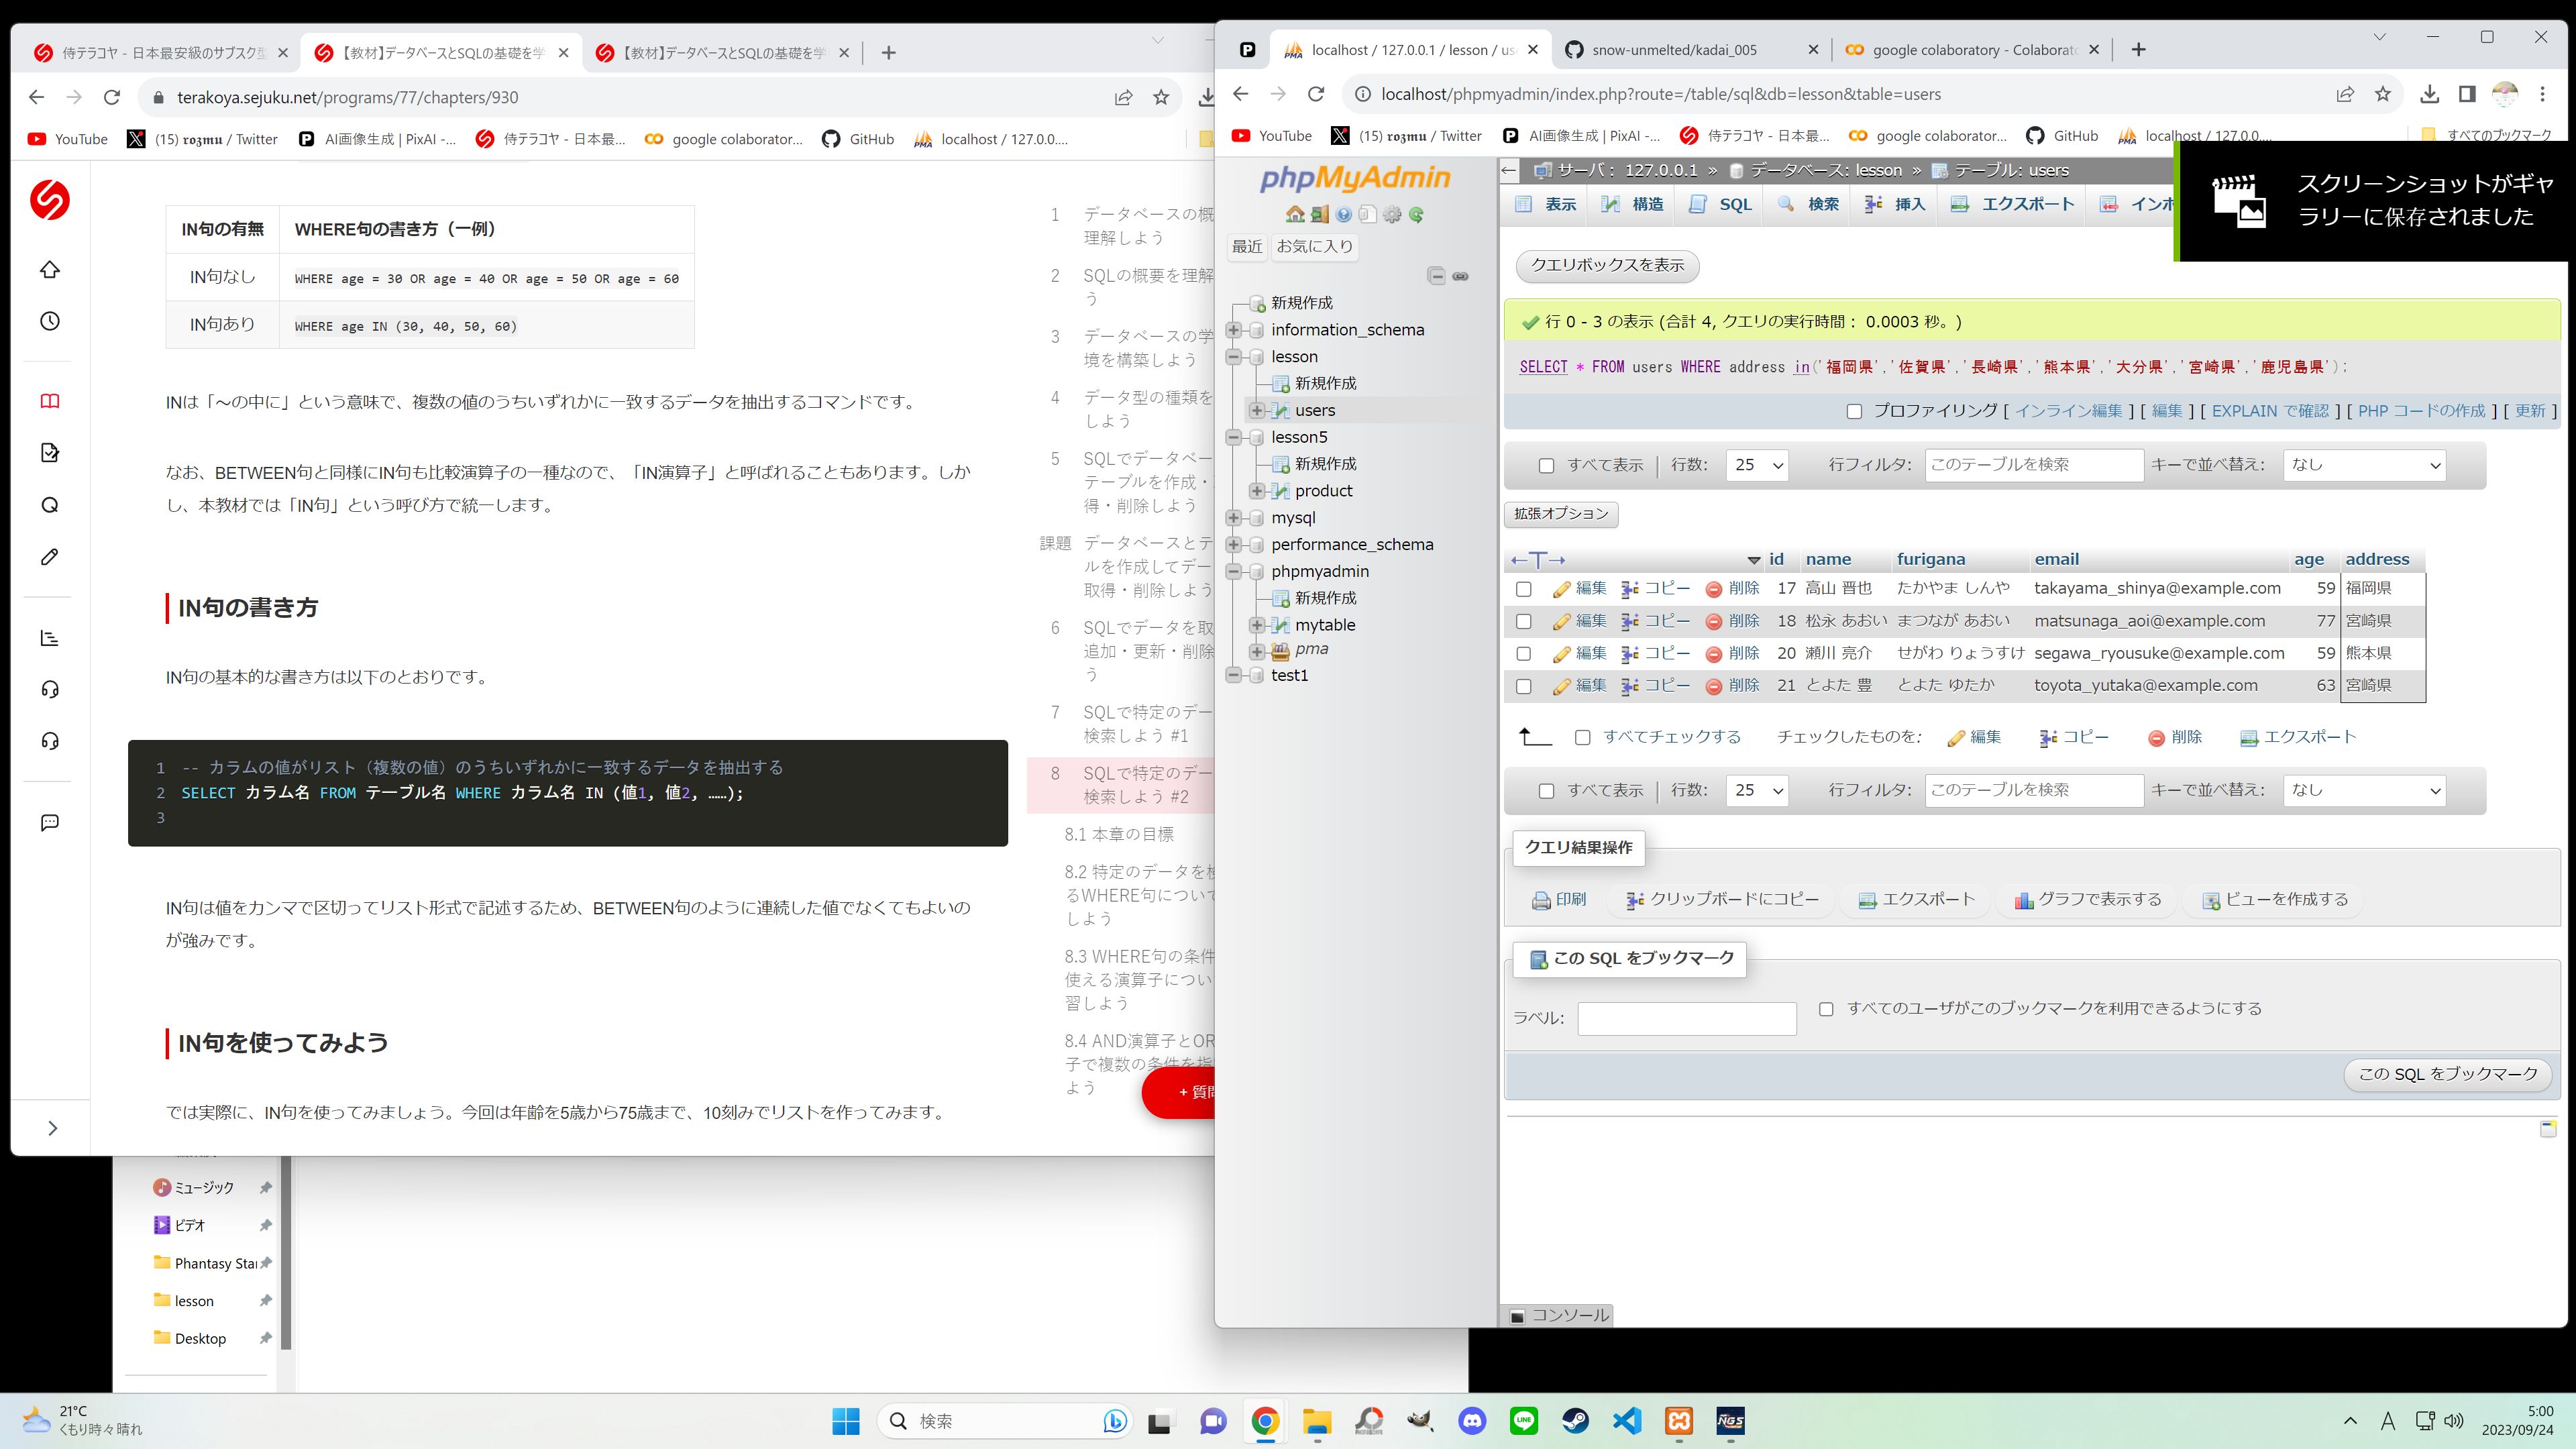 侍テラコヤ - 日本最安級のサブスク型
【教材】データベースとSQLの基礎を学
【教材】データベースとSQLの基礎を学
terakoya.sejuku.net/programs/77/chapters/930
YouTube
(15) 𝖗𝖔𝖟𝖒𝖚 / Twitter
AI画像生成 | PixAI -...
侍テラコヤ - 日本最...
google colaborator...
GitHub
localhost / 127.0.0....
IN句の有無 WHERE句の書き方（一例）
IN句なし WHERE age = 30 OR age = 40 OR age = 50 OR age = 60
IN句あり WHERE age IN (30, 40, 50, 60)
INは「〜の中に」という意味で、複数の値のうちいずれかに一致するデータを抽出するコマンドです。
なお、BETWEEN句と同様にIN句も比較演算子の一種なので、「IN演算子」と呼ばれることもあります。しか
し、本教材では「IN句」という呼び方で統一します。
IN句の書き方
IN句の基本的な書き方は以下のとおりです。
1 -- カラムの値がリスト（複数の値）のうちいずれかに一致するデータを抽出する
2 SELECT カラム名 FROM テーブル名 WHERE カラム名 IN (値1, 値2, ……);
3
IN句は値をカンマで区切ってリスト形式で記述するため、BETWEEN句のように連続した値でなくてもよいの
が強みです。
IN句を使ってみよう
では実際に、IN句を使ってみましょう。今回は年齢を5歳から75歳まで、10刻みでリストを作ってみます。
1 データベースの概
理解しよう
2 SQLの概要を理解
う
3 データベースの学
境を構築しよう
4 データ型の種類を
しよう
5 SQLでデータベー
テーブルを作成・
得・削除しよう
課題 データベースとテ
ルを作成してデー
取得・削除しよう
6 SQLでデータを取
追加・更新・削除
う
7 SQLで特定のデー
検索しよう #1
8 SQLで特定のデー
検索しよう #2
8.1 本章の目標
8.2 特定のデータを検
るWHERE句について
しよう
8.3 WHERE句の条件
使える演算子につい
習しよう
8.4 AND演算子とOR
子で複数の条件を指
よう
+ 質問
ミュージック
ビデオ
Phantasy Star
lesson
Desktop
localhost / 127.0.0.1 / lesson / us
snow-unmelted/kadai_005
google colaboratory - Colaborato
localhost/phpmyadmin/index.php?route=/table/sql&db=lesson&table=users
YouTube
(15) 𝖗𝖔𝖟𝖒𝖚 / Twitter
AI画像生成 | PixAI -...
侍テラコヤ - 日本最...
google colaborator...
GitHub
localhost / 127.0.0....
すべてのブックマーク
スクリーンショットがギャ
ラリーに保存されました
phpMyAdmin
最近 お気に入り
新規作成
information_schema
lesson
新規作成
users
lesson5
新規作成
product
mysql
performance_schema
phpmyadmin
新規作成
mytable
pma
test1
サーバ: 127.0.0.1 » データベース: lesson » テーブル: users
表示 構造 SQL 検索 挿入 エクスポート インポ
クエリボックスを表示
行 0 - 3 の表示 (合計 4, クエリの実行時間: 0.0003 秒。)
SELECT * FROM users WHERE address in('福岡県','佐賀県','長崎県','熊本県','大分県','宮崎県','鹿児島県');
プロファイリング [ インライン編集 ] [ 編集 ] [ EXPLAIN で確認 ] [ PHP コードの作成 ] [ 更新 ]
すべて表示 行数: 25 行フィルタ: このテーブルを検索 キーで並べ替え: なし
拡張オプション
←T→ id name furigana email age address
編集 コピー 削除 17 高山 晋也 たかやま しんや takayama_shinya@example.com 59 福岡県
編集 コピー 削除 18 松永 あおい まつなが あおい matsunaga_aoi@example.com 77 宮崎県
編集 コピー 削除 20 瀬川 亮介 せがわ りょうすけ segawa_ryousuke@example.com 59 熊本県
編集 コピー 削除 21 とよた 豊 とよた ゆたか toyota_yutaka@example.com 63 宮崎県
すべてチェックする チェックしたものを: 編集 コピー 削除 エクスポート
すべて表示 行数: 25 行フィルタ: このテーブルを検索 キーで並べ替え: なし
クエリ結果操作
印刷 クリップボードにコピー エクスポート グラフで表示する ビューを作成する
この SQL をブックマーク
ラベル: すべてのユーザがこのブックマークを利用できるようにする
この SQL をブックマーク
コンソール
21°C
くもり時々晴れ
検索
LINE
NGS
A
5:00
2023/09/24